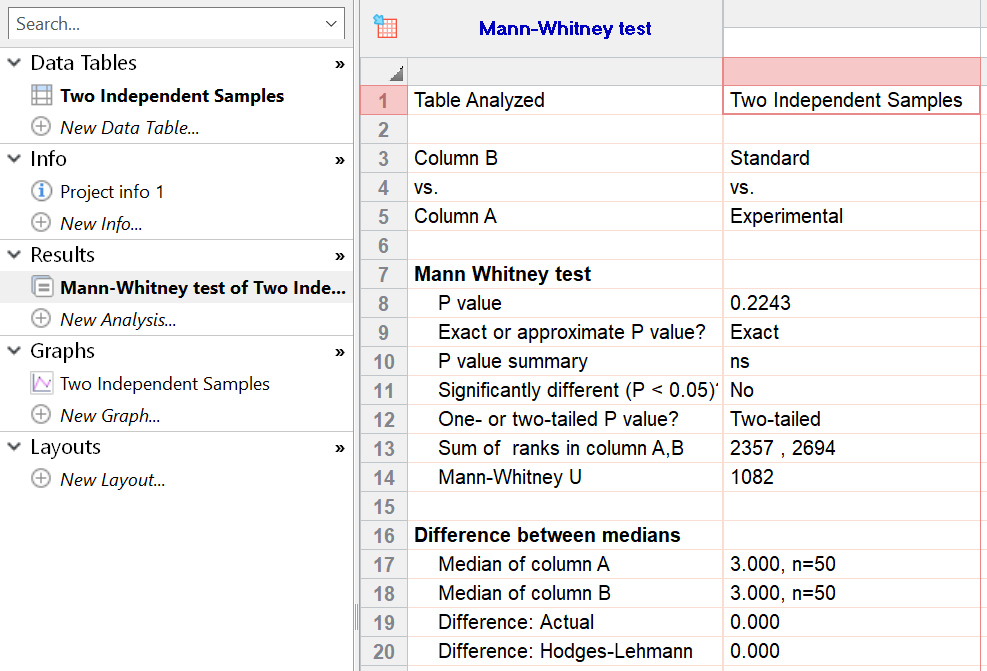 Search...
Data Tables »
Two Independent Samples
New Data Table...
Info »
Project info 1
New Info...
Results »
Mann-Whitney test of Two Inde...
New Analysis...
Graphs »
Two Independent Samples
New Graph...
Layouts »
New Layout...
Mann-Whitney test
1 Table Analyzed Two Independent Samples
2
3 Column B Standard
4 vs. vs.
5 Column A Experimental
6
7 Mann Whitney test
8 P value 0.2243
9 Exact or approximate P value? Exact
10 P value summary ns
11 Significantly different (P < 0.05)? No
12 One- or two-tailed P value? Two-tailed
13 Sum of  ranks in column A,B 2357 , 2694
14 Mann-Whitney U 1082
15
16 Difference between medians
17 Median of column A 3.000, n=50
18 Median of column B 3.000, n=50
19 Difference: Actual 0.000
20 Difference: Hodges-Lehmann 0.000